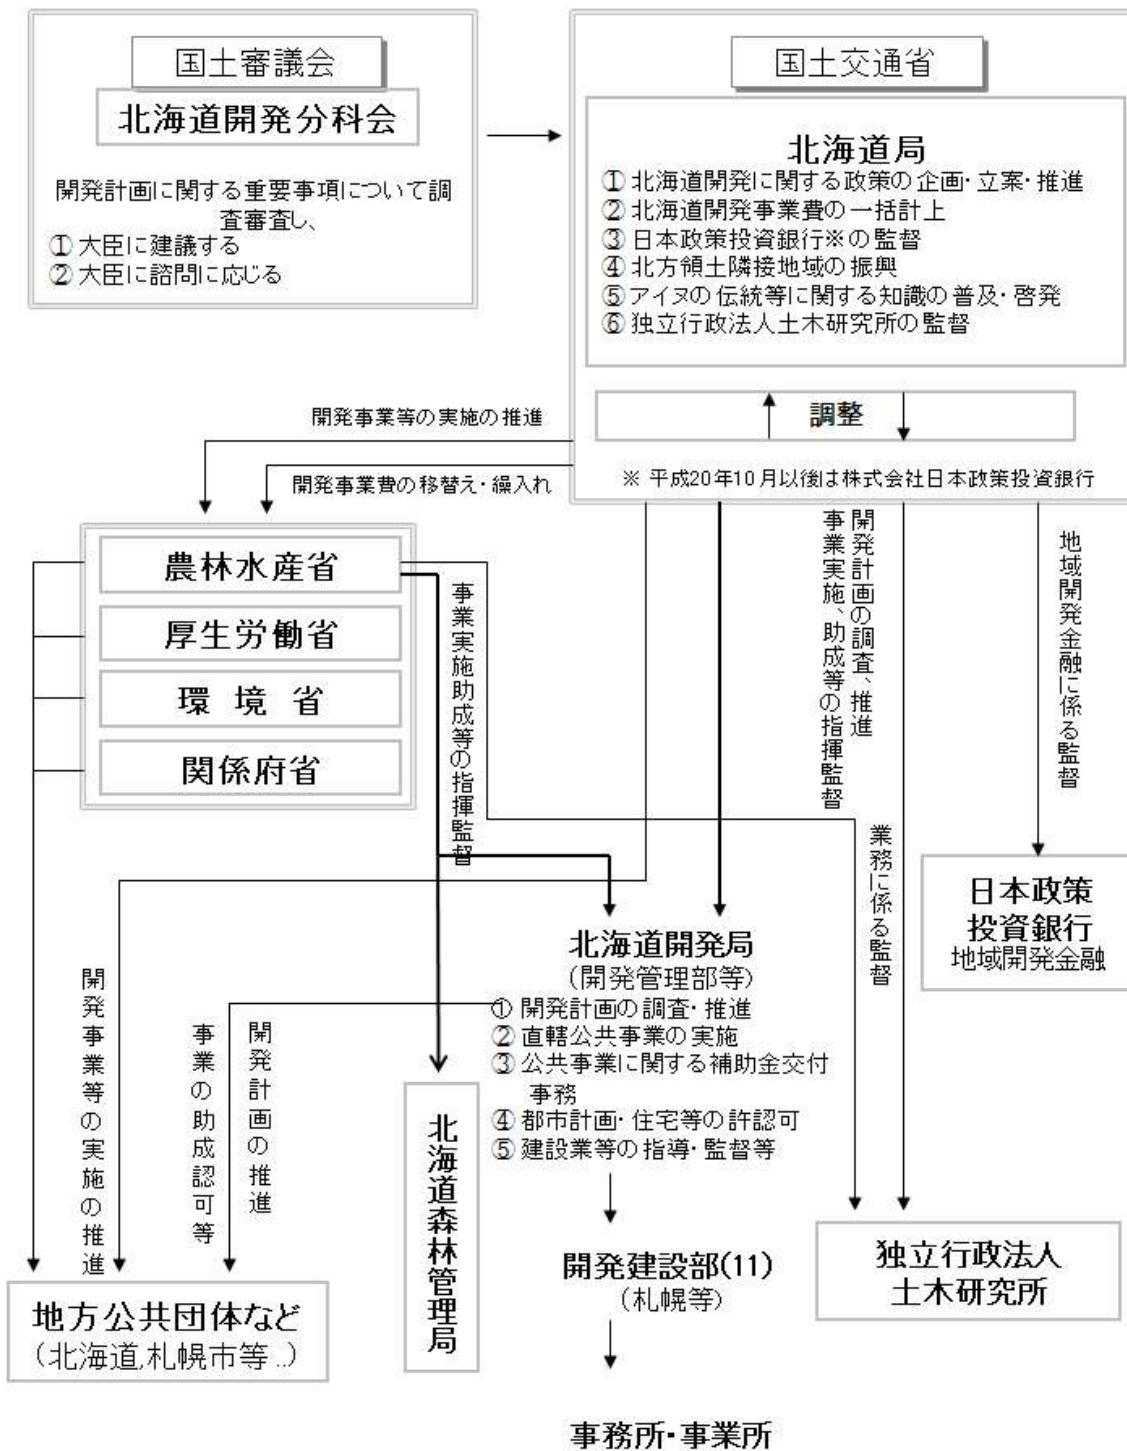 国土審議会
北海道開発分科会
開発計画に関する重要事項について調
査審査し、
① 大臣に建議する
② 大臣に諮問に応じる
国土交通省
北海道局
① 北海道開発に関する政策の企画・立案・推進
② 北海道開発事業費の一括計上
③ 日本政策投資銀行※の監督
④ 北方領土隣接地域の振興
⑤ アイヌの伝統等に関する知識の普及・啓発
⑥ 独立行政法人土木研究所の監督
調整
※ 平成20年10月以後は株式会社日本政策投資銀行
開発事業等の実施の推進
開発事業費の移替え・繰入れ
農林水産省
厚生労働省
環 境 省
関係府省
事業実施助成等の指揮監督
開発計画の調査、推進
事業実施、助成等の指揮監督
地域開発金融に係る監督
業務に係る監督
日本政策
投資銀行
地域開発金融
北海道開発局
(開発管理部等)
① 開発計画の調査・推進
② 直轄公共事業の実施
③ 公共事業に関する補助金交付
事務
④ 都市計画・住宅等の許認可
⑤ 建設業等の指導・監督等
開発事業等の実施の推進
開発計画の推進
事業の助成認可等
北海道森林管理局
開発建設部(11)
(札幌等)
独立行政法人
土木研究所
地方公共団体など
(北海道,札幌市等..)
事務所・事業所